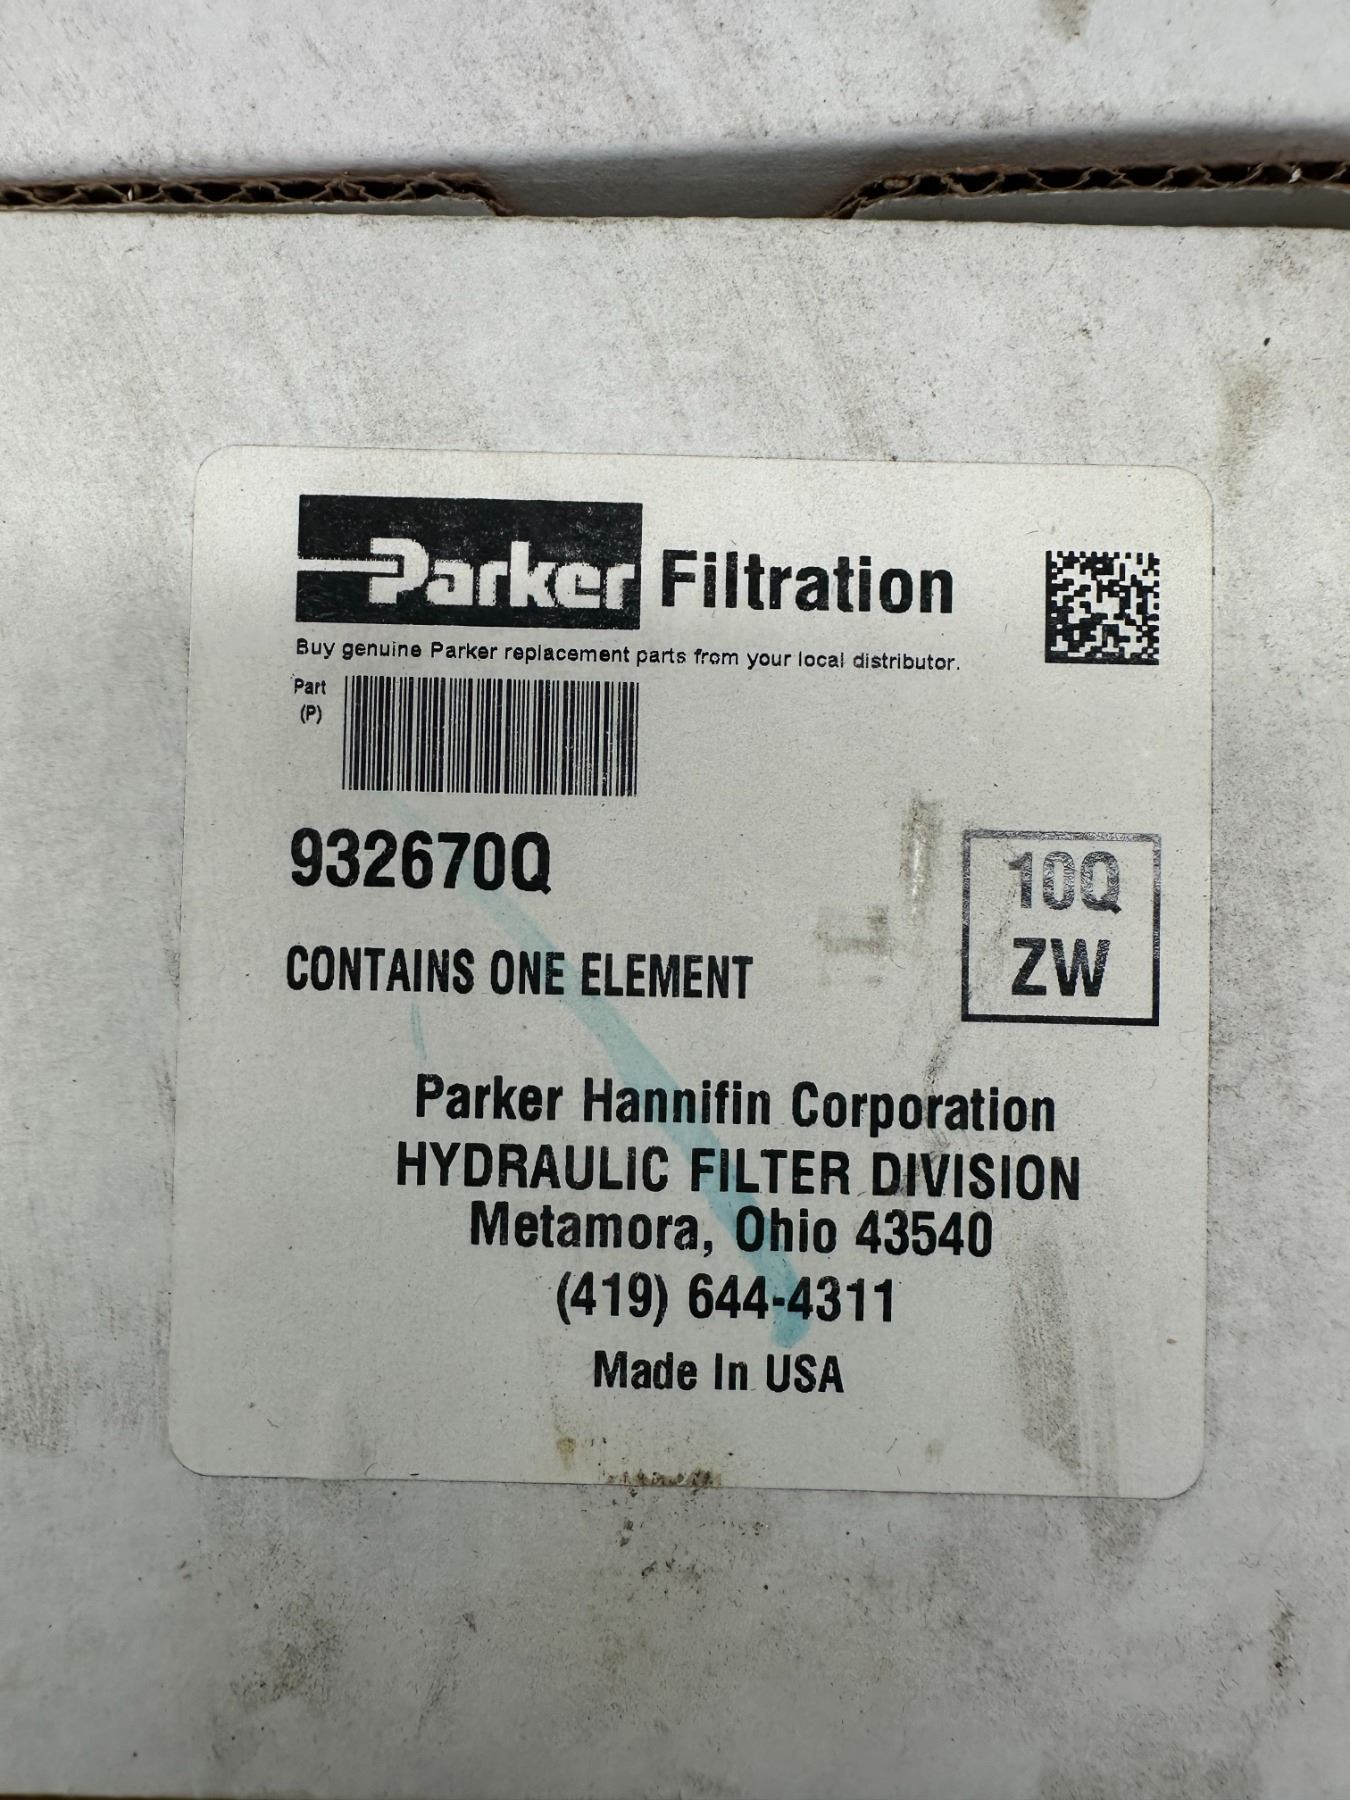 Parker Filtration
Buy genuine Parker replacement parts from your local distributor.
Part
(P)
932670Q
10Q
ZW
CONTAINS ONE ELEMENT
Parker Hannifin Corporation
HYDRAULIC FILTER DIVISION
Metamora, Ohio 43540
(419) 644-4311
Made In USA